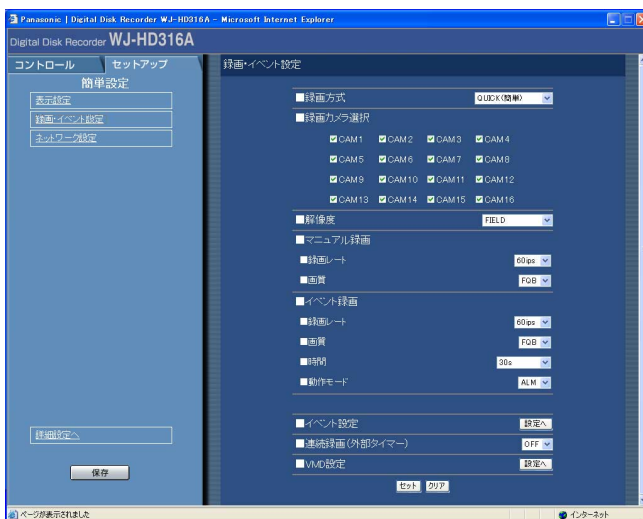 Panasonic | Digital Disk Recorder WJ-HD316A - Microsoft Internet Explorer
Digital Disk Recorder WJ-HD316A
コントロール セットアップ
簡単設定
表示設定
録画・イベント設定
ネットワーク設定
詳細設定へ
保存
録画・イベント設定
■録画方式 QUICK(簡単)
■録画カメラ選択
CAM1 CAM2 CAM3 CAM4
CAM5 CAM6 CAM7 CAM8
CAM9 CAM10 CAM11 CAM12
CAM13 CAM14 CAM15 CAM16
■解像度 FIELD
■マニュアル録画
■録画レート 60ips
■画質 FQB
■イベント録画
■録画レート 60ips
■画質 FQB
■時間 30s
■動作モード ALM
■イベント設定 設定へ
■連続録画(外部タイマー) OFF
■VMD設定 設定へ
セット クリア
ページが表示されました インターネット